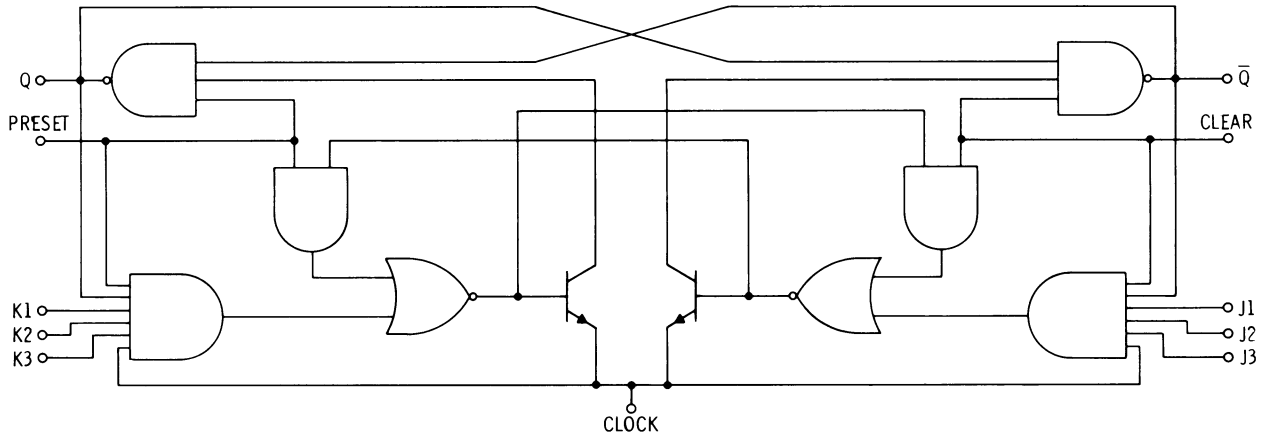 Q
Q̅
PRESET
CLEAR
K1
K2
K3
J1
J2
J3
CLOCK